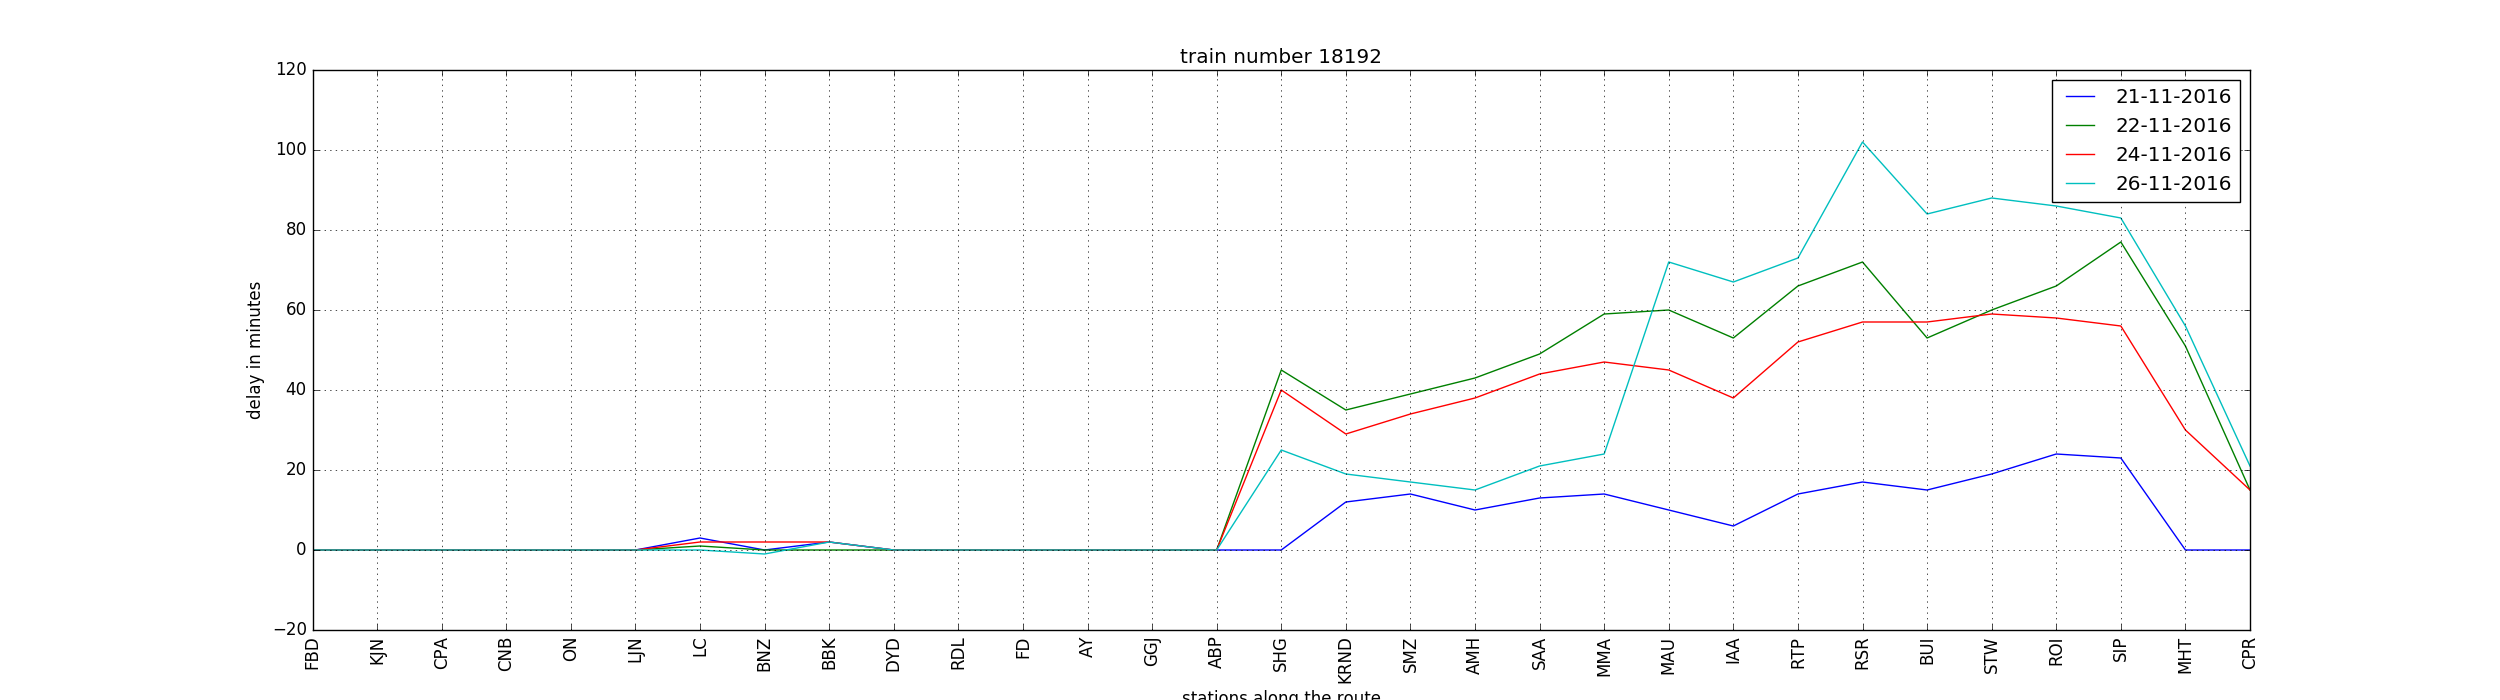 train number 18192
120
100
80
60
40
20
0
−20
delay in minutes
21-11-2016
22-11-2016
24-11-2016
26-11-2016
FBD
KJN
CPA
CNB
ON
LJN
LC
BNZ
BBK
DYD
RDL
FD
AY
GGJ
ABP
SHG
KRND
SMZ
AMH
SAA
MMA
MAU
IAA
RTP
RSR
BUI
STW
ROI
SIP
MHT
CPR
stations along the route